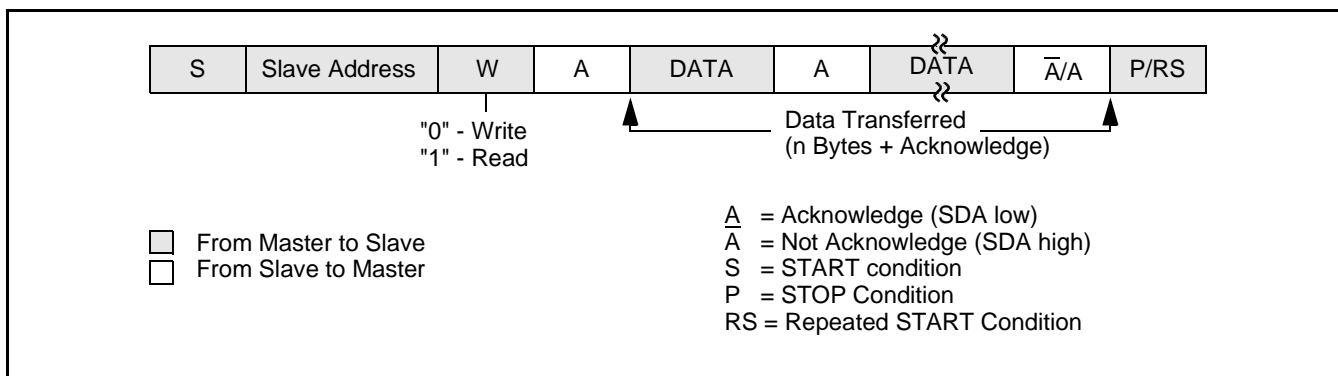 S Slave Address W A DATA A DATA A̅/A P/RS
"0" - Write
"1" - Read
Data Transferred
(n Bytes + Acknowledge)
From Master to Slave
From Slave to Master
A = Acknowledge (SDA low)
A̅ = Not Acknowledge (SDA high)
S = START condition
P = STOP Condition
RS = Repeated START Condition